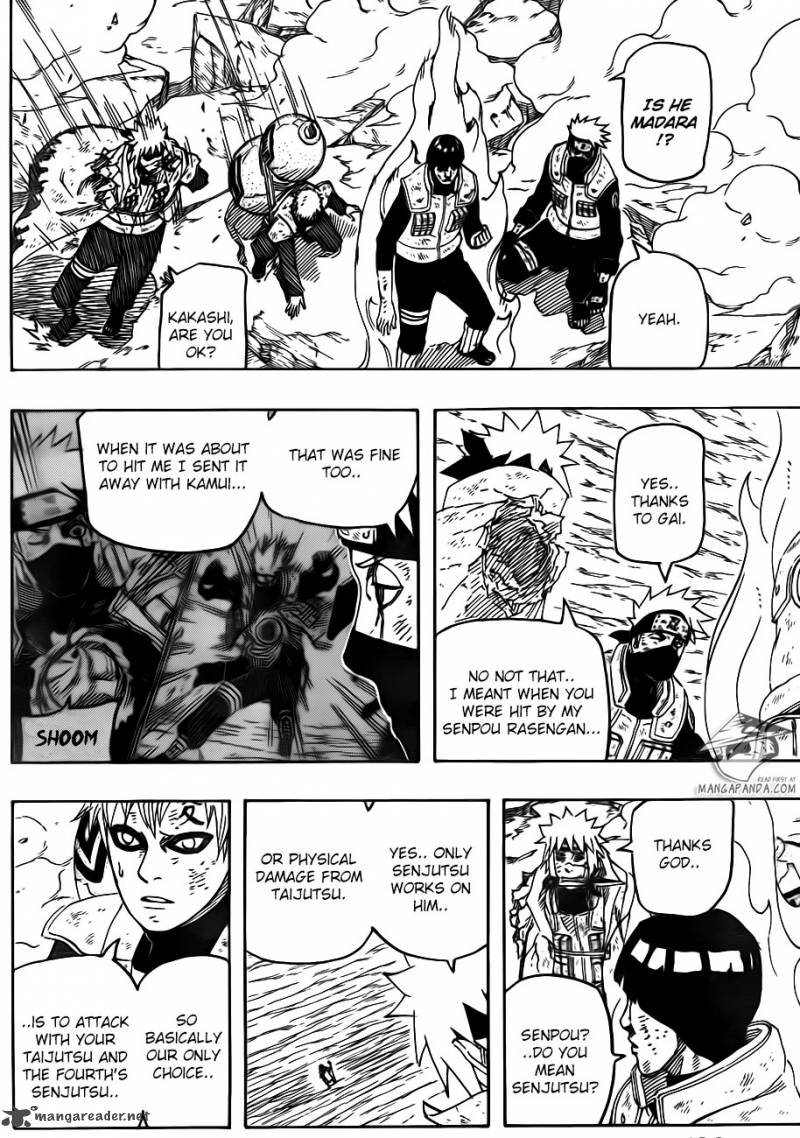 IS HE
MADARA
!?
YEAH.
KAKASHI,
ARE YOU
OK?
YES..
THANKS
TO GAI.
NO NOT THAT..
I MEANT WHEN YOU
WERE HIT BY MY
SENPOU RASENGAN...
THAT WAS FINE
TOO..
WHEN IT WAS ABOUT
TO HIT ME I SENT IT
AWAY WITH KAMUI...
SHOOM
READ FIRST AT
MANGAPANDA.COM
THANKS
GOD..
SENPOU?
..DO YOU
MEAN
SENJUTSU?
YES.. ONLY
SENJUTSU
WORKS ON
HIM..
OR PHYSICAL
DAMAGE FROM
TAIJUTSU.
SO
BASICALLY
OUR ONLY
CHOICE..
..IS TO ATTACK
WITH YOUR
TAIJUTSU AND
THE FOURTH'S
SENJUTSU..
mangareader.net